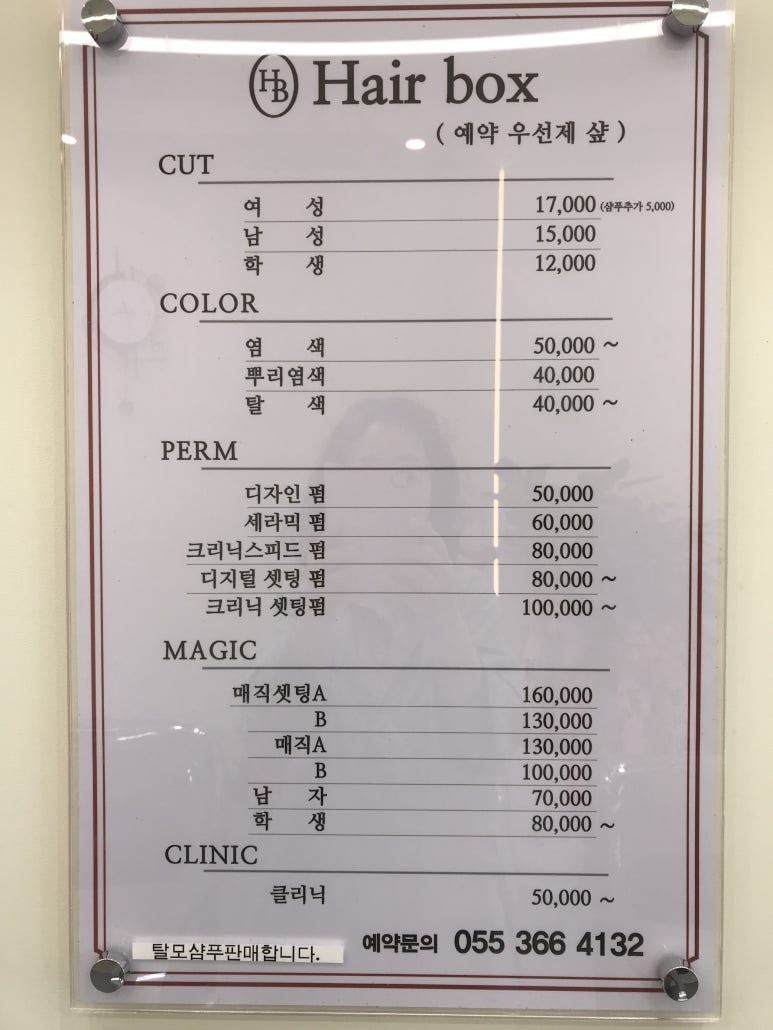 HB Hair box
( 예약 우선제 샾 )
CUT
여 성 17,000 (샴푸추가 5,000)
남 성 15,000
학 생 12,000
COLOR
염 색 50,000 ~
뿌리염색 40,000
탈 색 40,000 ~
PERM
디자인 펌 50,000
세라믹 펌 60,000
크리닉스피드 펌 80,000
디지털 셋팅 펌 80,000 ~
크리닉 셋팅펌 100,000 ~
MAGIC
매직셋팅A 160,000
B 130,000
매직A 130,000
B 100,000
남 자 70,000
학 생 80,000 ~
CLINIC
클리닉 50,000 ~
탈모샴푸판매합니다. 예약문의 055 366 4132